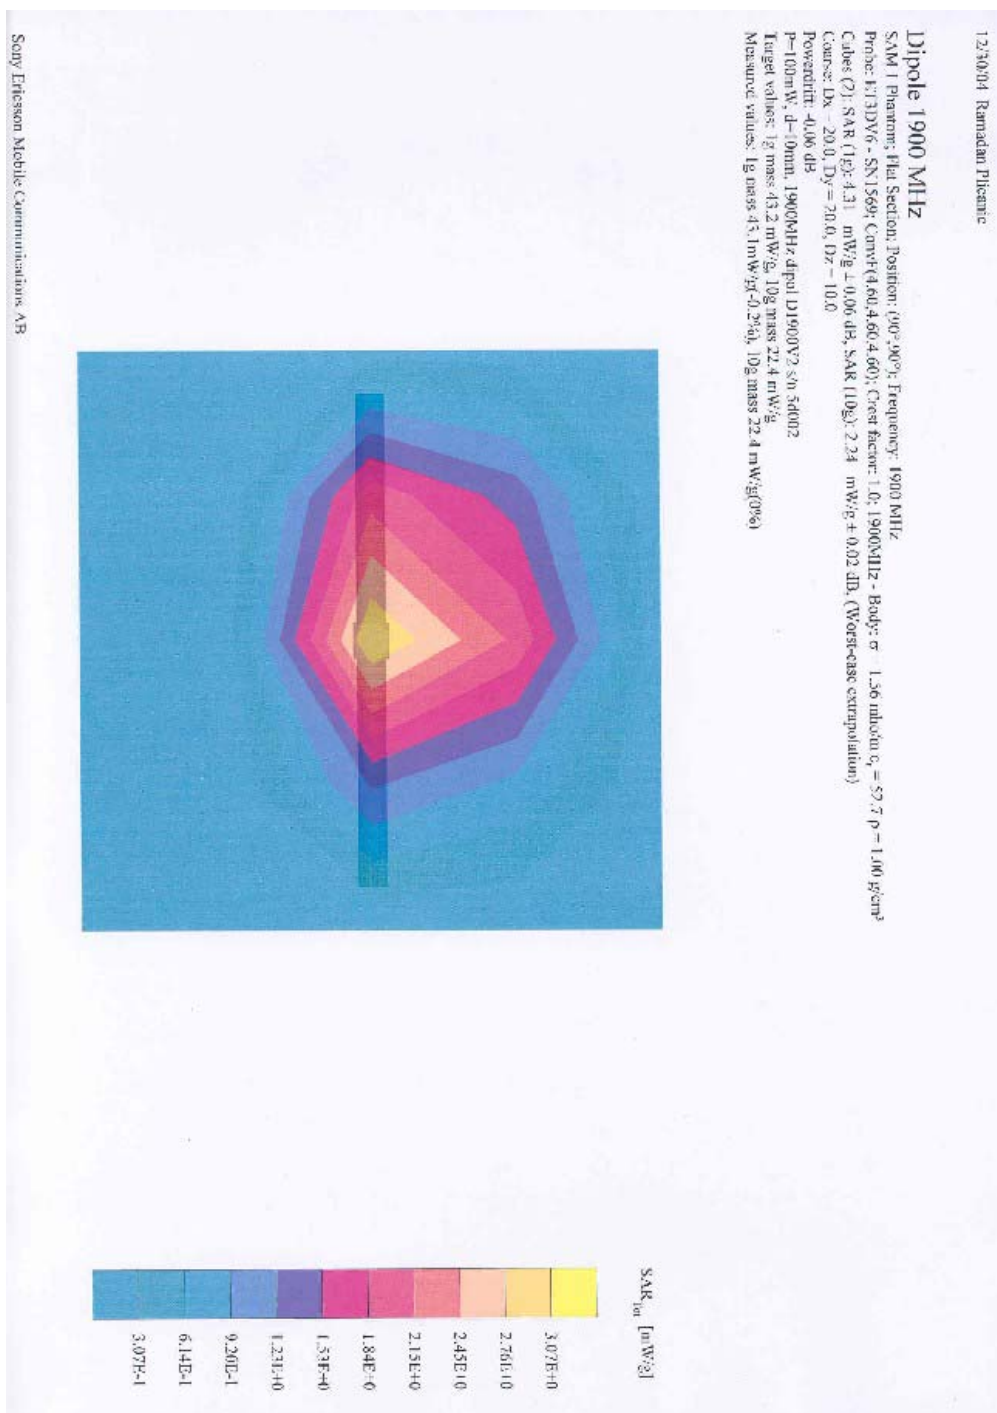 12/30/04 Ramadan Plicanic
Dipole 1900 MHz
SAM 1 Phantom; Flat Section; Position: (90°,90°); Frequency: 1900 MHz
Probe: ET3DV6 - SN1569; ConvF(4.60,4.60,4.60); Crest factor: 1.0; 1900MHz - Body: σ = 1.56 mho/m εr = 52.7 ρ = 1.00 g/cm³
Cubes (2): SAR (1g): 4.31 mW/g ± 0.06 dB, SAR (10g): 2.24 mW/g ± 0.02 dB, (Worst-case extrapolation)
Coarse: Dx = 20.0, Dy = 20.0, Dz = 10.0
Powerdrift: -0.06 dB
P=100mW, d=10mm, 1900MHz dipol D1900V2 s/n 5d002
Target values: 1g mass 43.2 mW/g, 10g mass 22.4 mW/g
Measured values: 1g mass 43.1mW/g(-0.2%), 10g mass 22.4 mW/g(0%)
SAR Tot [mW/g]
3.07E+0
2.76E+0
2.45E+0
2.15E+0
1.84E+0
1.53E+0
1.23E+0
9.20E-1
6.14E-1
3.07E-1
Sony Ericsson Mobile Communications AB